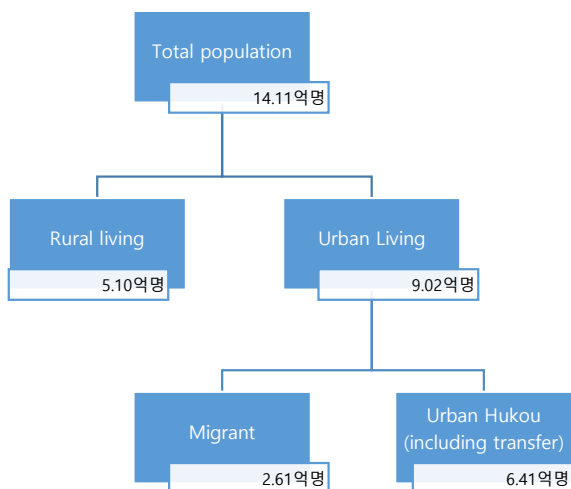 Total population
14.11억명
Rural living
5.10억명
Urban Living
9.02억명
Migrant
2.61억명
Urban Hukou
(including transfer)
6.41억명